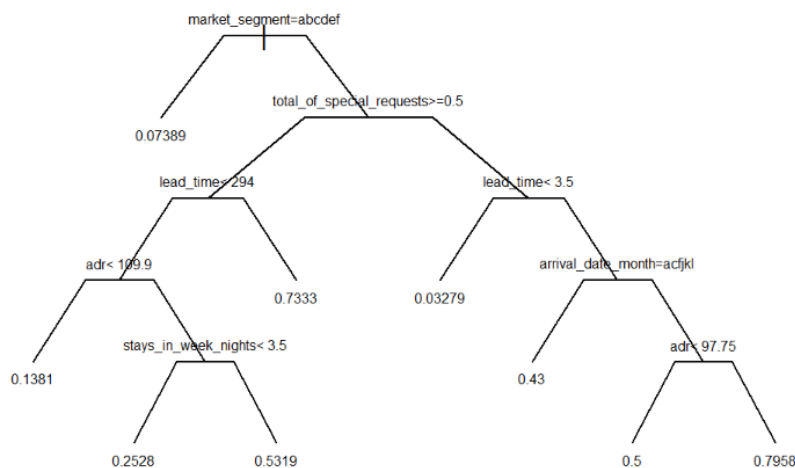 market_segment=abcdef
total_of_special_requests>=0.5
0.07389
lead_time< 294
lead_time< 3.5
adr< 109.9
0.7333
0.03279
arrival_date_month=acfjkl
0.1381
stays_in_week_nights< 3.5
0.43
adr< 97.75
0.2528
0.5319
0.5
0.7958